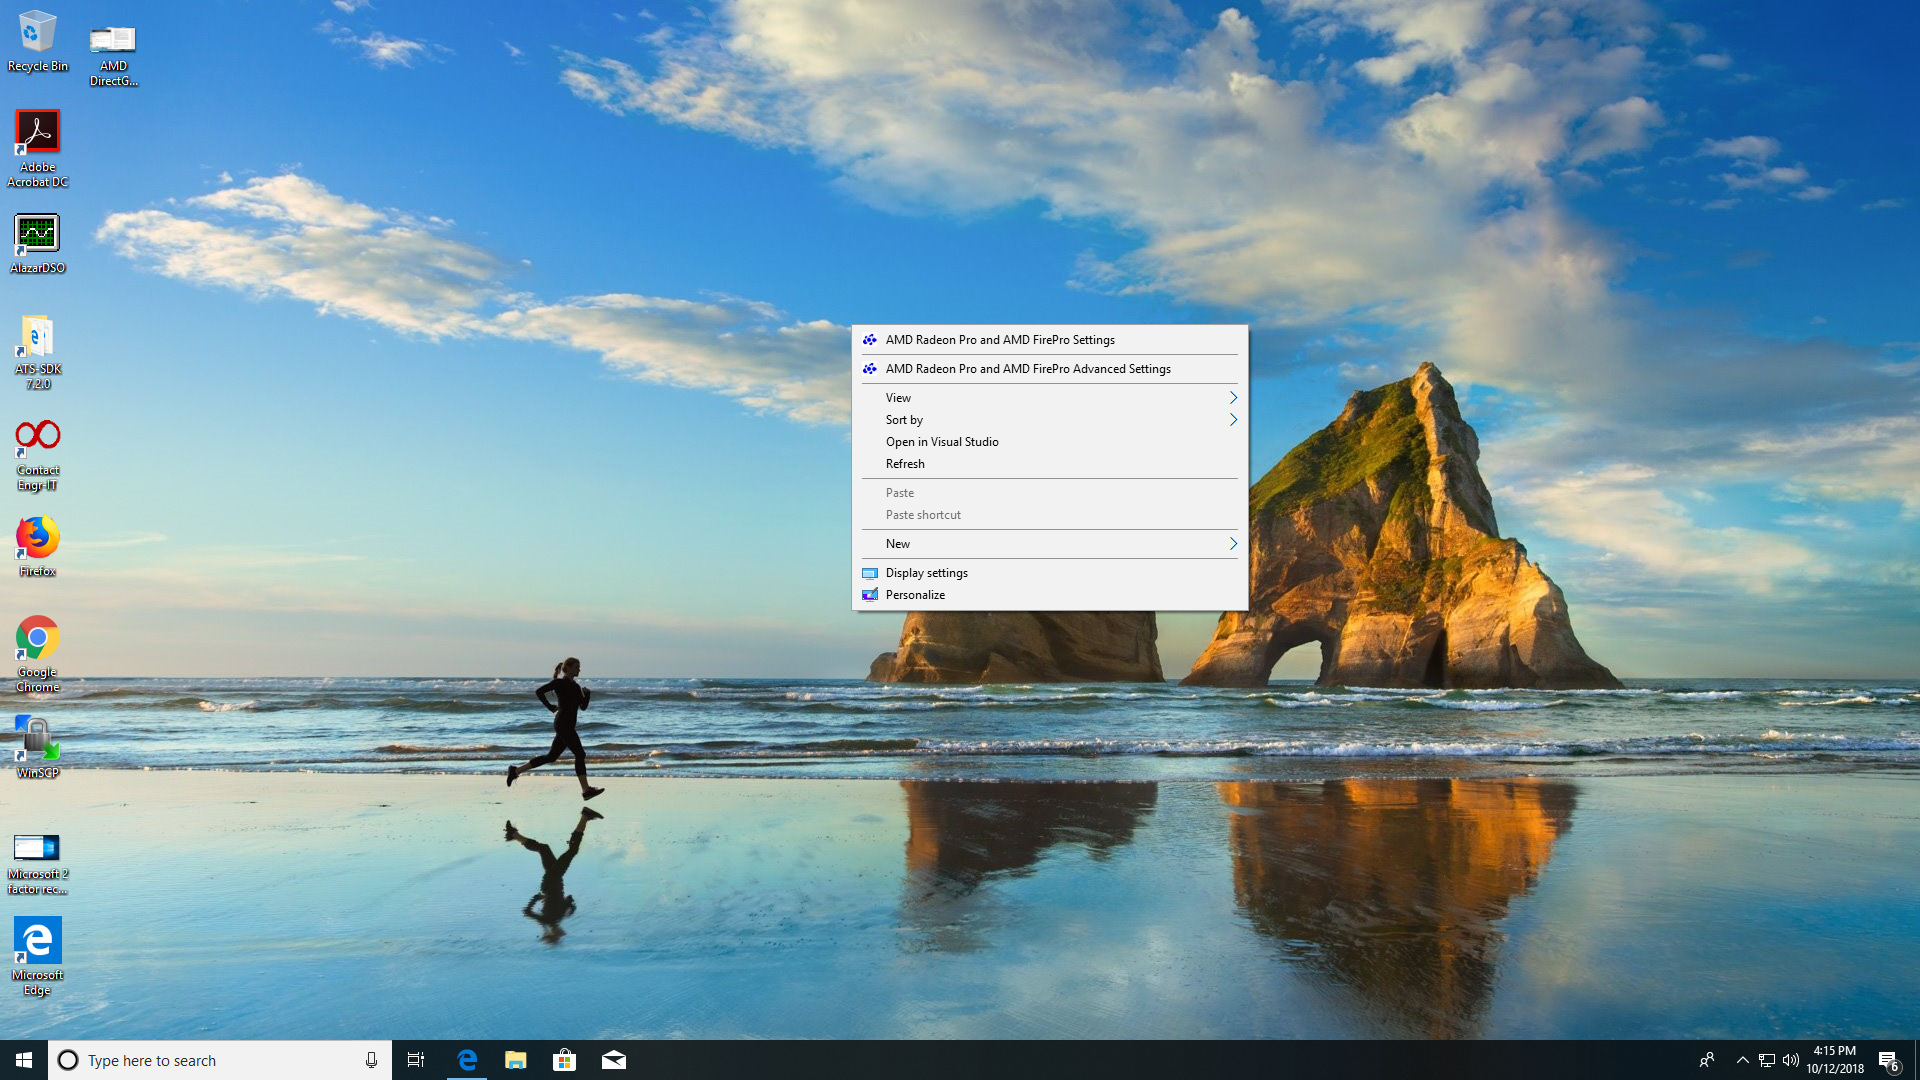 Recycle Bin
AMD
DirectG...
Adobe
Acrobat DC
AlazarDSO
ATS-SDK
7.2.0
Contact
Engr-IT
Firefox
Google
Chrome
WinSCP
Microsoft 2
factor rec...
Microsoft
Edge
AMD Radeon Pro and AMD FirePro Settings
AMD Radeon Pro and AMD FirePro Advanced Settings
View
Sort by
Open in Visual Studio
Refresh
Paste
Paste shortcut
New
Display settings
Personalize
Type here to search
4:15 PM
10/12/2018
6